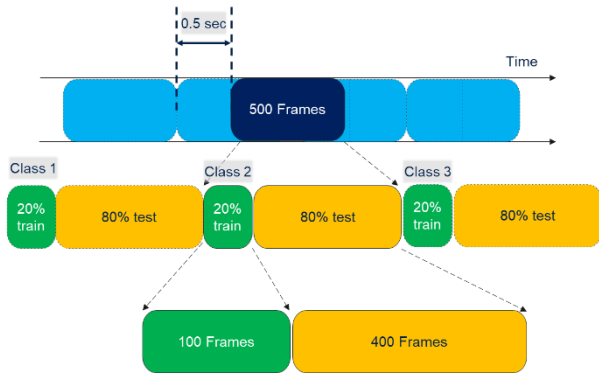 0.5 sec
Time
500 Frames
Class 1
Class 2
Class 3
20%
train
80% test
20%
train
80% test
20%
train
80% test
100 Frames
400 Frames